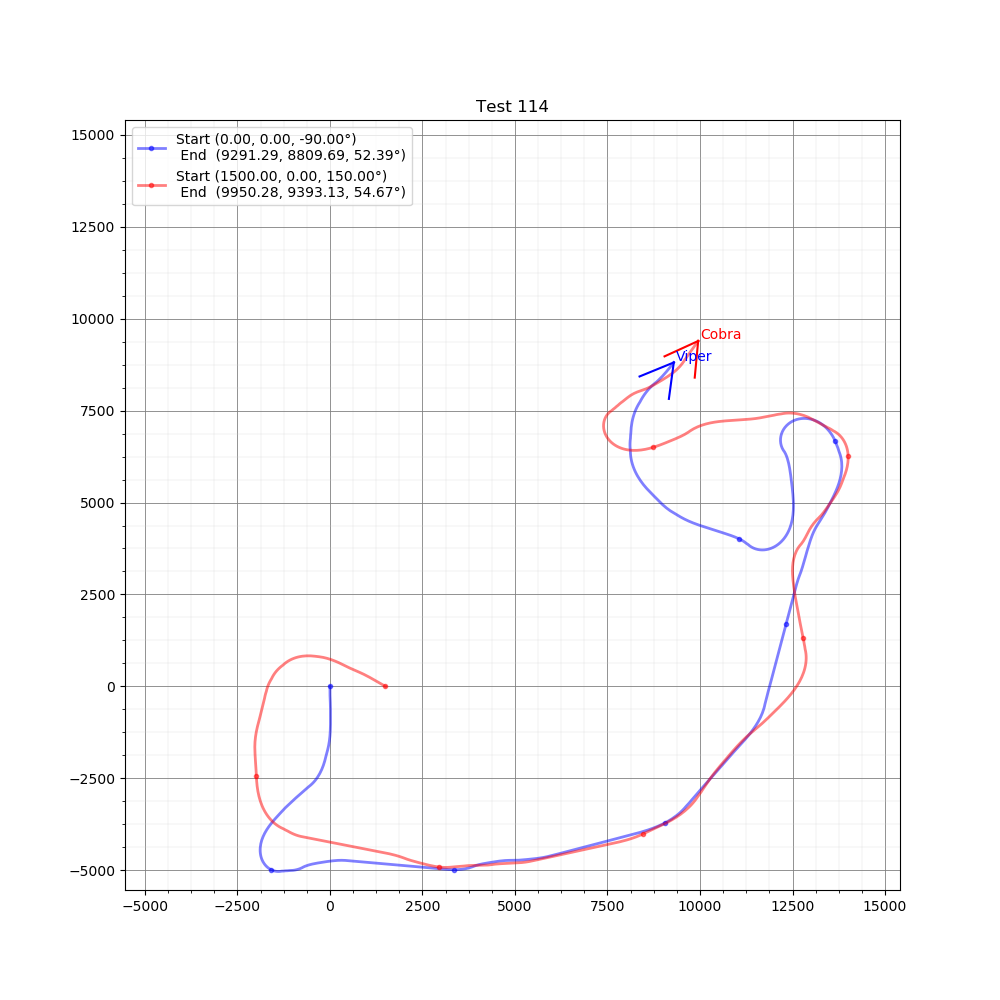 Test 114
Start (0.00, 0.00, -90.00°)
End  (9291.29, 8809.69, 52.39°)
Start (1500.00, 0.00, 150.00°)
End  (9950.28, 9393.13, 54.67°)
15000
12500
10000
7500
5000
2500
0
−2500
−5000
Cobra
Viper
−5000 −2500 0 2500 5000 7500 10000 12500 15000